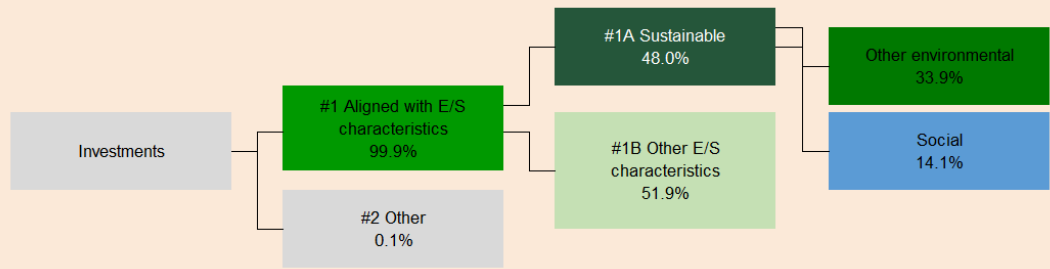 Investments
#1 Aligned with E/S
characteristics
99.9%
#2 Other
0.1%
#1A Sustainable
48.0%
#1B Other E/S
characteristics
51.9%
Other environmental
33.9%
Social
14.1%